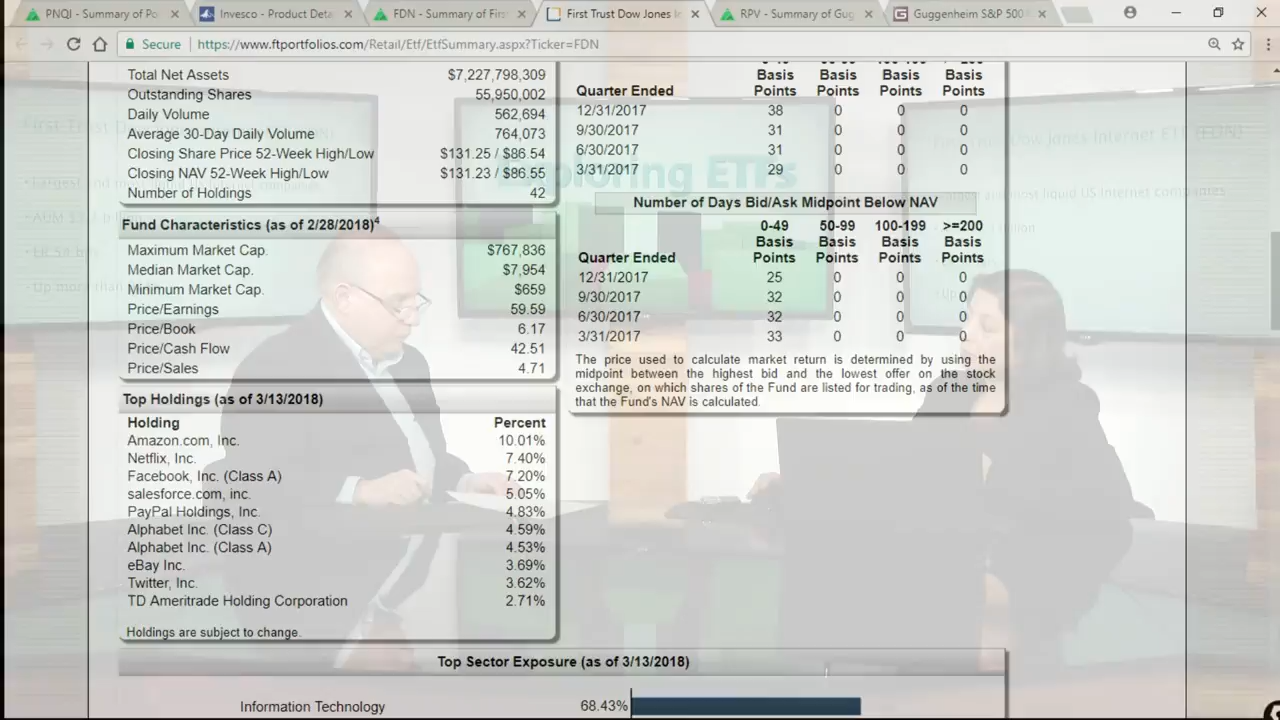 PNQI - Summary of Po
Invesco - Product Deta
FDN - Summary of First
First Trust Dow Jones I
RPV - Summary of Gug
Guggenheim S&P 500
Secure
https://www.ftportfolios.com/Retail/Etf/EtfSummary.aspx?Ticker=FDN
Total Net Assets $7,227,798,309
Outstanding Shares 55,950,002
Daily Volume 562,694
Average 30-Day Daily Volume 764,073
Closing Share Price 52-Week High/Low $131.25 / $86.54
Closing NAV 52-Week High/Low $131.23 / $86.55
Number of Holdings 42
Fund Characteristics (as of 2/28/2018)4
Maximum Market Cap. $767,836
Median Market Cap. $7,954
Minimum Market Cap. $659
Price/Earnings 59.59
Price/Book 6.17
Price/Cash Flow 42.51
Price/Sales 4.71
Top Holdings (as of 3/13/2018)
Holding Percent
Amazon.com, Inc. 10.01%
Netflix, Inc. 7.40%
Facebook, Inc. (Class A) 7.20%
salesforce.com, inc. 5.05%
PayPal Holdings, Inc. 4.83%
Alphabet Inc. (Class C) 4.59%
Alphabet Inc. (Class A) 4.53%
eBay Inc. 3.69%
Twitter, Inc. 3.62%
TD Ameritrade Holding Corporation 2.71%
Holdings are subject to change.
Basis Basis Basis Basis
Quarter Ended Points Points Points Points
12/31/2017 38 0 0 0
9/30/2017 31 0 0 0
6/30/2017 31 0 0 0
3/31/2017 29 0 0 0
Number of Days Bid/Ask Midpoint Below NAV
0-49 50-99 100-199 >=200
Basis Basis Basis Basis
Quarter Ended Points Points Points Points
12/31/2017 25 0 0 0
9/30/2017 32 0 0 0
6/30/2017 32 0 0 0
3/31/2017 33 0 0 0
The price used to calculate market return is determined by using the
midpoint between the highest bid and the lowest offer on the stock
exchange, on which shares of the Fund are listed for trading, as of the time
that the Fund's NAV is calculated.
Top Sector Exposure (as of 3/13/2018)
Information Technology 68.43%
Exploring ETFs